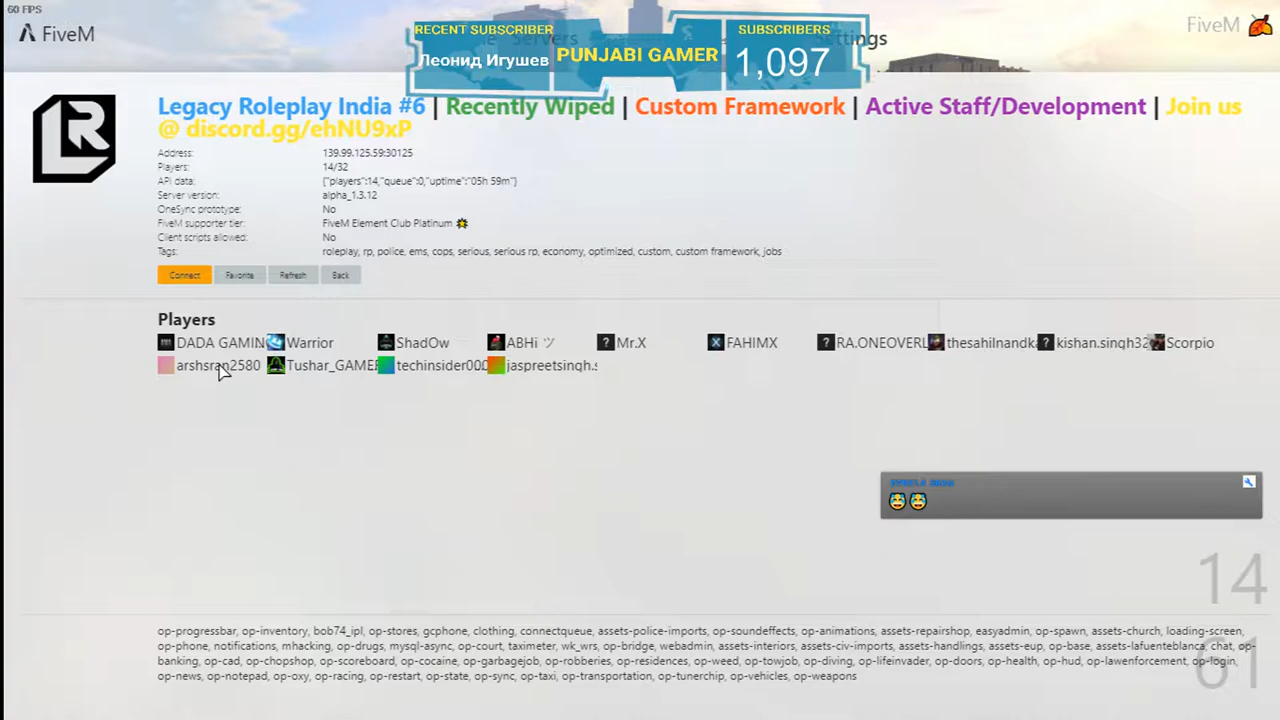 60 FPS
FiveM
RECENT SUBSCRIBER
Леонид Игушев
PUNJABI GAMER
SUBSCRIBERS
1,097
FiveM
Legacy Roleplay India #6 | Recently Wiped | Custom Framework | Active Staff/Development | Join us
@ discord.gg/ehNU9xP
Address: 139.99.125.59:30125
Players: 14/32
API data: {"players":14,"queue":0,"uptime":"05h 59m"}
Server version: alpha_1.3.12
OneSync prototype: No
FiveM supporter tier: FiveM Element Club Platinum
Client scripts allowed: No
Tags: roleplay, rp, police, ems, cops, serious, serious rp, economy, optimized, custom, custom framework, jobs
Connect Favorite Refresh Back
Players
DADA GAMIN Warrior ShadOw ABHi ツ Mr.X FAHIMX RA.ONEOVERL thesahilnandk kishan.singh32 Scorpio
arshsran2580 Tushar_GAMER techinsider000 jaspreetsingh.s
14
op-progressbar, op-inventory, bob74_ipl, op-stores, gcphone, clothing, connectqueue, assets-police-imports, op-soundeffects, op-animations, assets-repairshop, easyadmin, op-spawn, assets-church, loading-screen,
op-phone, notifications, mhacking, op-drugs, mysql-async, op-court, taximeter, wk_wrs, op-bridge, webadmin, assets-interiors, assets-civ-imports, assets-handlings, assets-eup, op-base, assets-lafuentebalanca, chat, op-
banking, op-cad, op-chopshop, op-scoreboard, op-cocaine, op-garbagejob, op-robberies, op-residences, op-weed, op-towjob, op-diving, op-lifeinvader, op-doors, op-health, op-hud, op-lawenforcement, op-login,
op-news, op-notepad, op-oxy, op-racing, op-restart, op-state, op-sync, op-taxi, op-transportation, op-tunerchip, op-vehicles, op-weapons
61